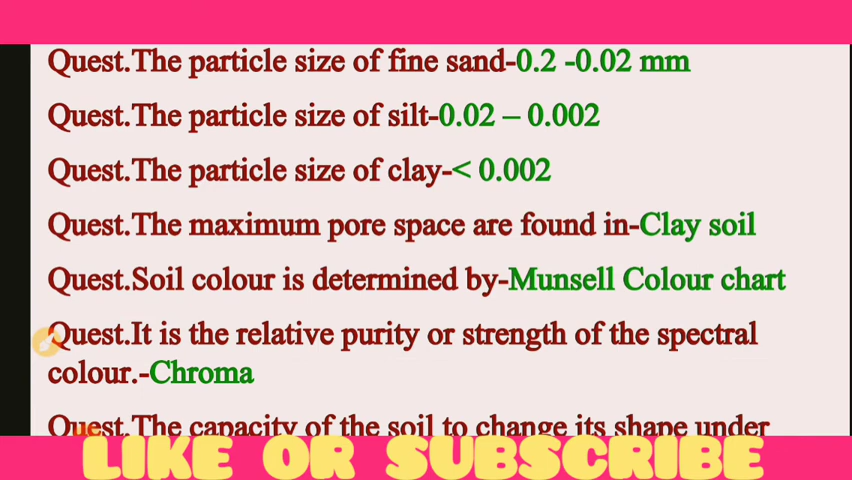 Quest.The particle size of fine sand-0.2 -0.02 mm
Quest.The particle size of silt-0.02 – 0.002
Quest.The particle size of clay-< 0.002
Quest.The maximum pore space are found in-Clay soil
Quest.Soil colour is determined by-Munsell Colour chart
Quest.It is the relative purity or strength of the spectral
colour.-Chroma
Quest.The capacity of the soil to change its shape under
LIKE OR SUBSCRIBE